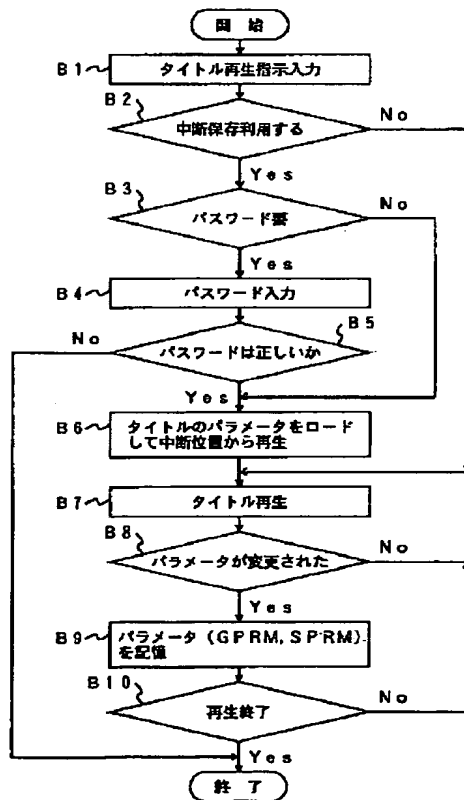 開始
B1
タイトル再生指示入力
B2
中断保存利用する
No
Yes
B3
パスワード要
No
Yes
B4
パスワード入力
B5
No
パスワードは正しいか
Yes
B6
タイトルのパラメータをロード
して中断位置から再生
B7
タイトル再生
B8
パラメータが変更された
No
Yes
B9
パラメータ(GPRM,SPRM)
を記憶
B10
再生終了
No
Yes
終了